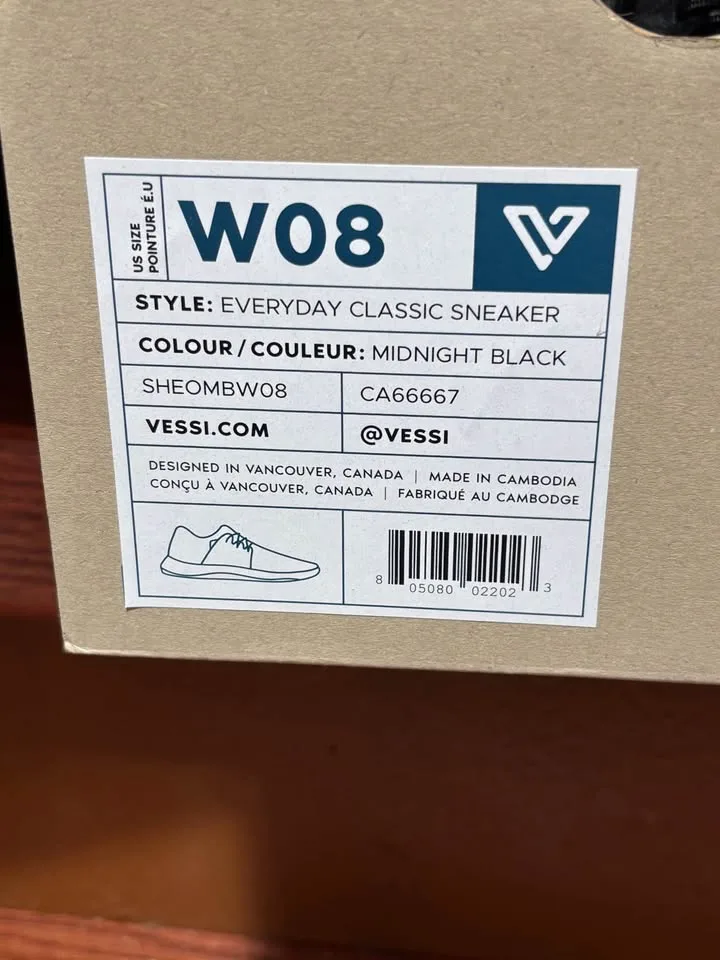 US SIZE
POINTURE É.U
W08
STYLE: EVERYDAY CLASSIC SNEAKER
COLOUR / COULEUR: MIDNIGHT BLACK
SHEOMBW08
CA66667
VESSI.COM
@VESSI
DESIGNED IN VANCOUVER, CANADA | MADE IN CAMBODIA
CONÇU À VANCOUVER, CANADA | FABRIQUÉ AU CAMBODGE
8 05080 02202 3